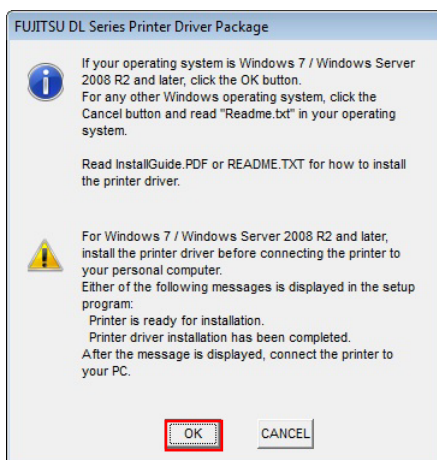 FUJITSU DL Series Printer Driver Package
If your operating system is Windows 7 / Windows Server
2008 R2 and later, click the OK button.
For any other Windows operating system, click the
Cancel button and read "Readme.txt" in your operating
system.
Read InstallGuide.PDF or README.TXT for how to install
the printer driver.
For Windows 7 / Windows Server 2008 R2 and later,
install the printer driver before connecting the printer to
your personal computer.
Either of the following messages is displayed in the setup
program:
Printer is ready for installation.
Printer driver installation has been completed.
After the message is displayed, connect the printer to
your PC.
OK
CANCEL